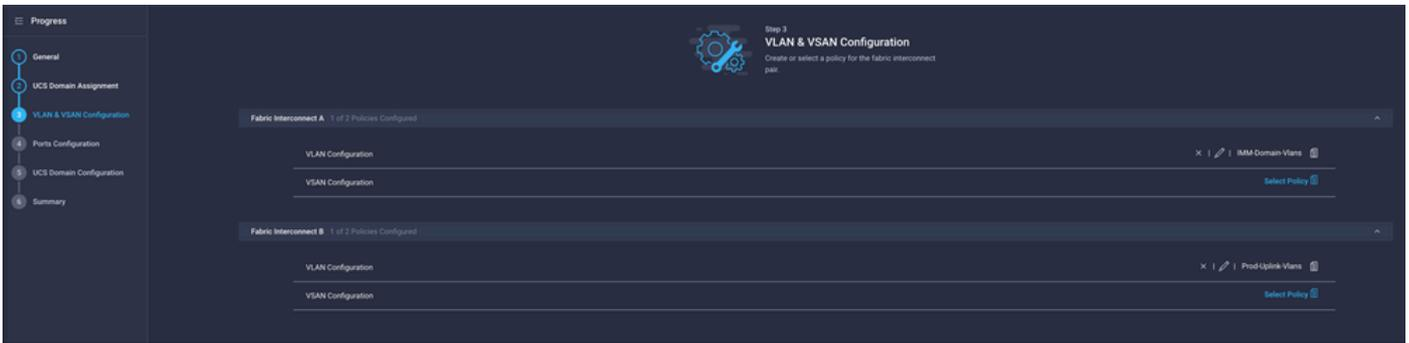 Progress
1 General
2 UCS Domain Assignment
3 VLAN & VSAN Configuration
4 Ports Configuration
5 UCS Domain Configuration
6 Summary
Step 3
VLAN & VSAN Configuration
Create or select a policy for the fabric interconnect
pair.
Fabric Interconnect A 1 of 2 Policies Configured
VLAN Configuration × | | IMM-Domain-Vlans
VSAN Configuration Select Policy
Fabric Interconnect B 1 of 2 Policies Configured
VLAN Configuration × | | Prod-Uplink-Vlans
VSAN Configuration Select Policy